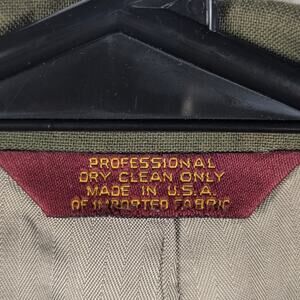 PROFESSIONAL
DRY CLEAN ONLY
MADE IN U.S.A.
OF IMPORTED FABRIC